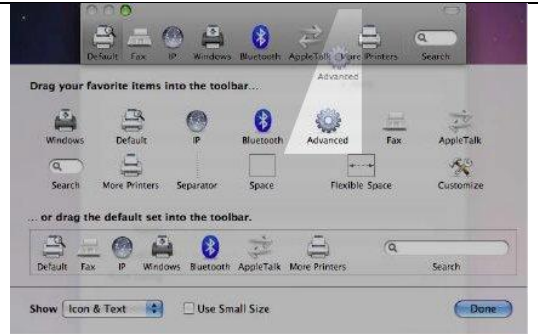 Default Fax IP Windows Bluetooth AppleTalk More Printers Search
Advanced
Drag your favorite items into the toolbar...
Windows Default IP Bluetooth Advanced Fax AppleTalk
Search More Printers Separator Space Flexible Space Customize
... or drag the default set into the toolbar.
Default Fax IP Windows Bluetooth AppleTalk More Printers Search
Show Icon & Text Use Small Size Done